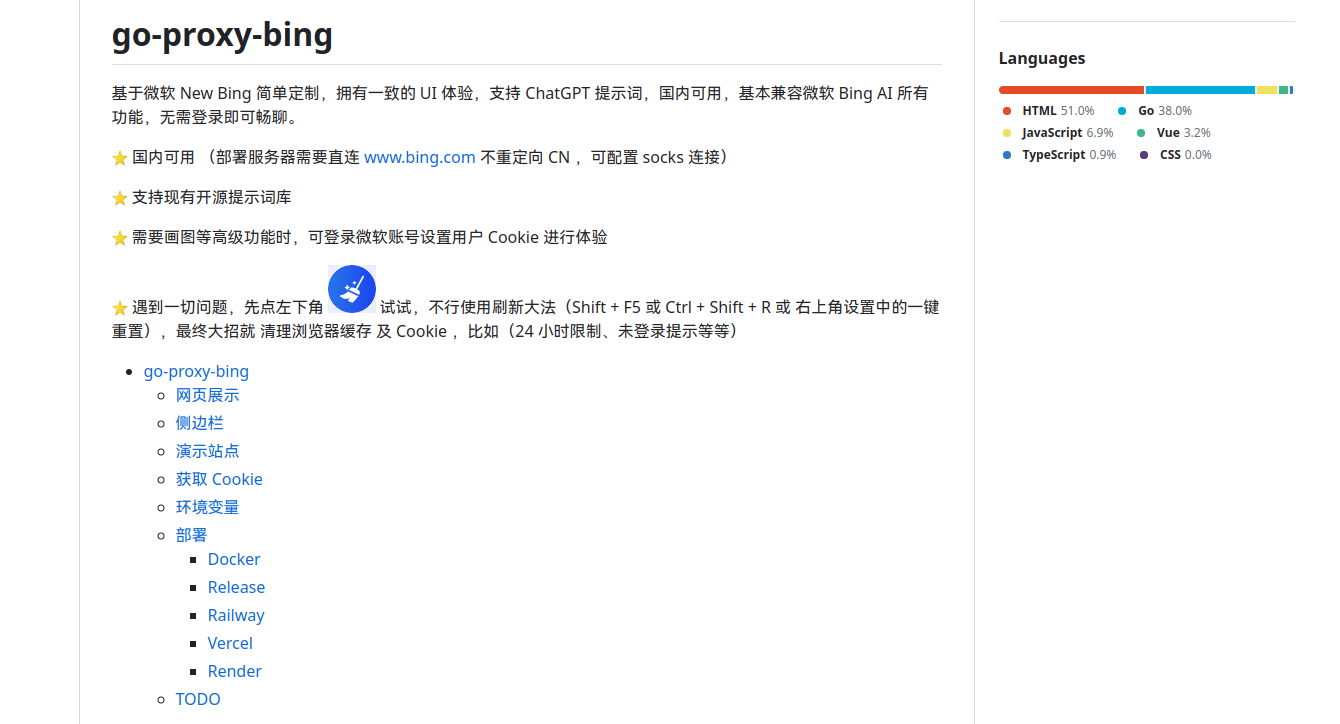 go-proxy-bing
基于微软 New Bing 简单定制，拥有一致的 UI 体验，支持 ChatGPT 提示词，国内可用，基本兼容微软 Bing AI 所有
功能，无需登录即可畅聊。
⭐ 国内可用 （部署服务器需要直连 www.bing.com 不重定向 CN ，可配置 socks 连接）
⭐ 支持现有开源提示词库
⭐ 需要画图等高级功能时，可登录微软账号设置用户 Cookie 进行体验
⭐ 遇到一切问题，先点左下角 试试，不行使用刷新大法（Shift + F5 或 Ctrl + Shift + R 或 右上角设置中的一键
重置），最终大招就 清理浏览器缓存 及 Cookie ，比如（24 小时限制、未登录提示等等）
go-proxy-bing
网页展示
侧边栏
演示站点
获取 Cookie
环境变量
部署
Docker
Release
Railway
Vercel
Render
TODO
Languages
HTML 51.0% Go 38.0%
JavaScript 6.9% Vue 3.2%
TypeScript 0.9% CSS 0.0%